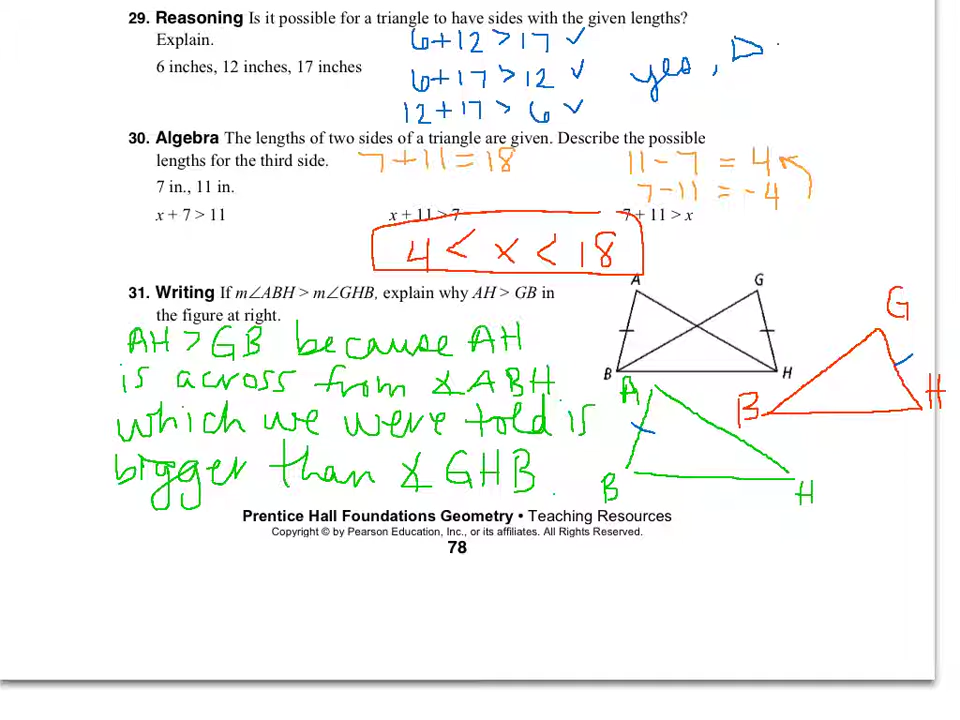 29. Reasoning Is it possible for a triangle to have sides with the given lengths?
Explain.
6 inches, 12 inches, 17 inches
6+12 > 17 ✓
6+17 > 12 ✓
12+17 > 6 ✓
yes, △
30. Algebra The lengths of two sides of a triangle are given. Describe the possible
lengths for the third side.
7+11 = 18
11-7 = 4
7-11 = -4
7 in., 11 in.
x + 7 > 11 x + 11 > 7 7 + 11 > x
4 < x < 18
31. Writing If m∠ABH > m∠GHB, explain why AH > GB in
the figure at right.
AH > GB because AH
is across from ∠ABH
which we were told is
bigger than ∠GHB.
A G
B H
G
B H
A
B H
Prentice Hall Foundations Geometry • Teaching Resources
Copyright © by Pearson Education, Inc., or its affiliates. All Rights Reserved.
78